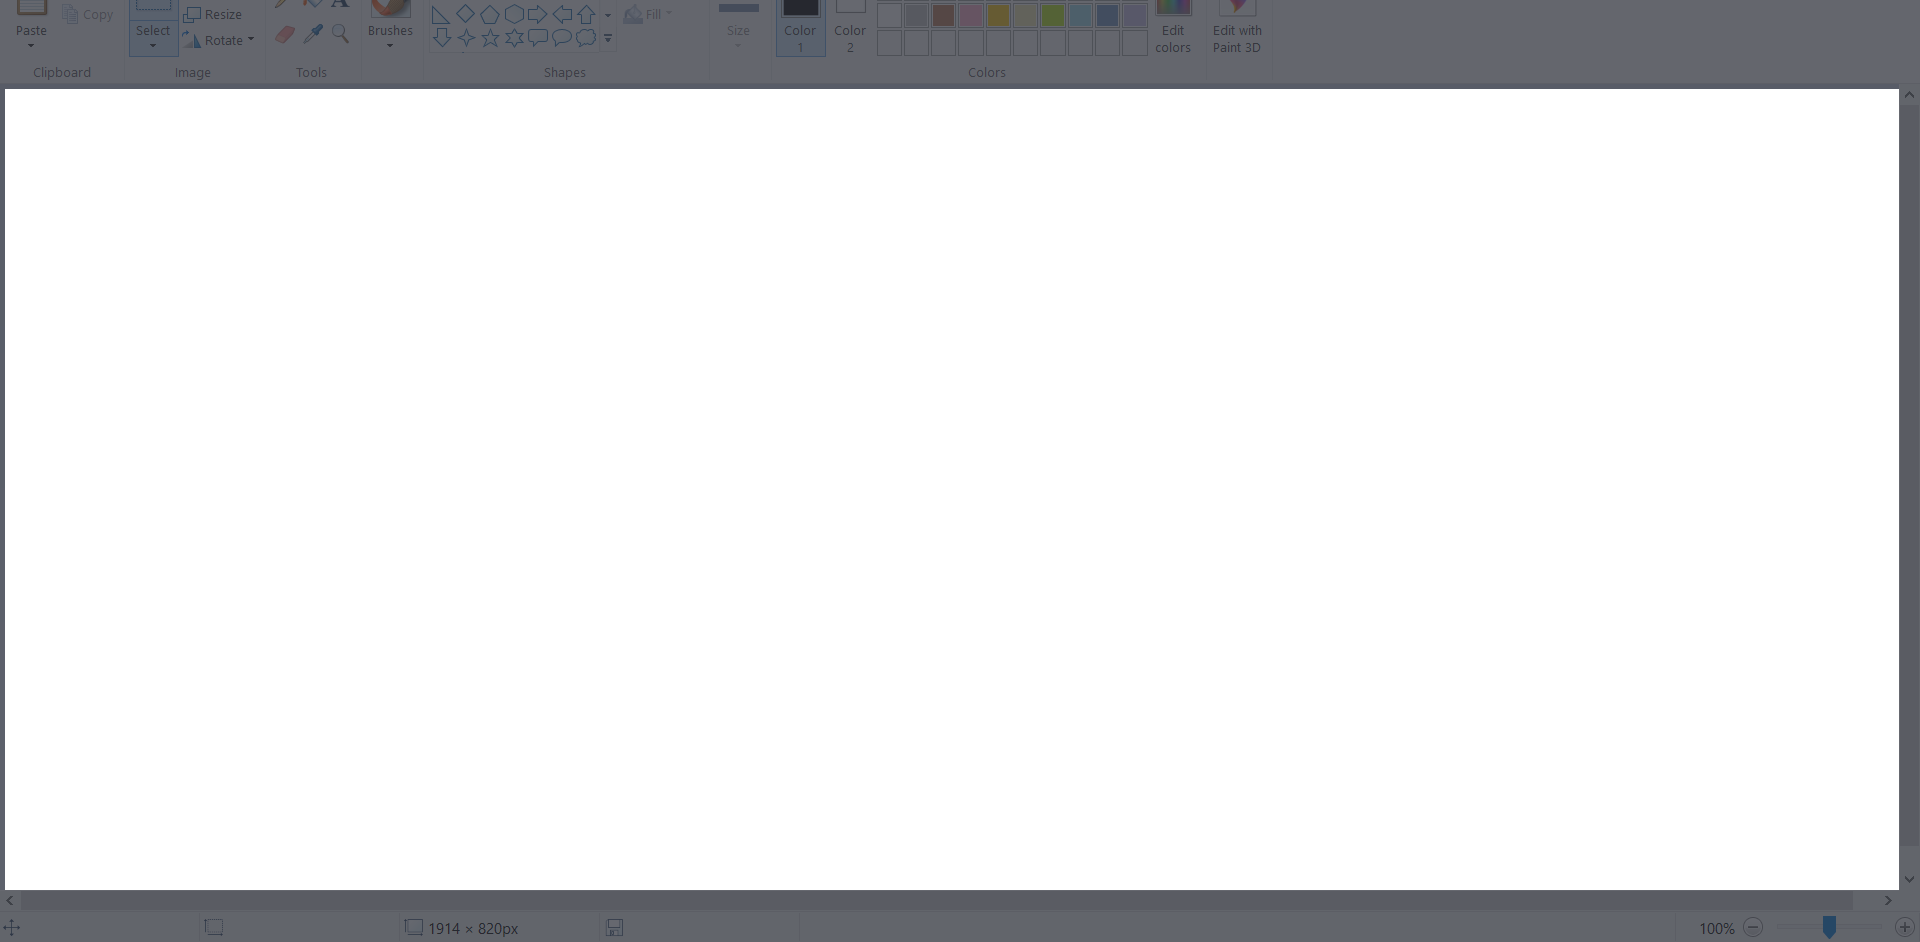 Paste
Copy
Select
Resize
Rotate
A
Brushes
Fill
Size
Color
1
Color
2
Edit
colors
Edit with
Paint 3D
Clipboard
Image
Tools
Shapes
Colors
1914 × 820px
100%